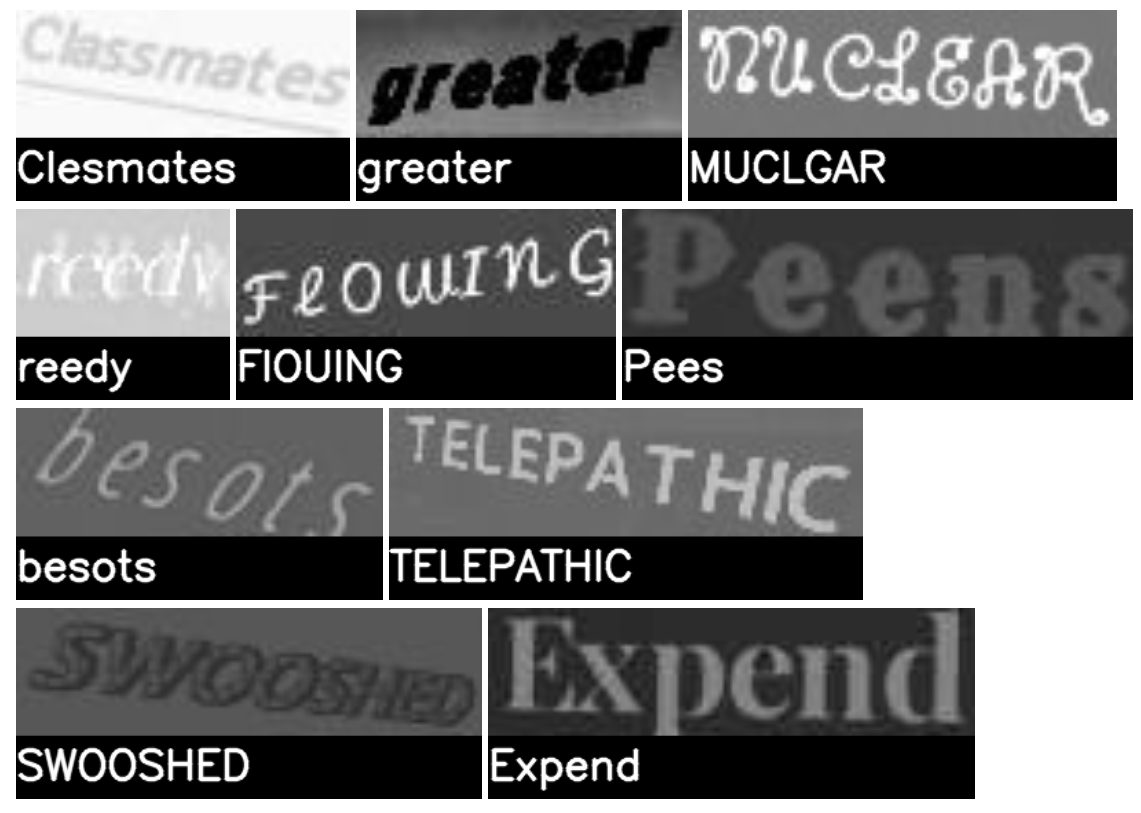 Classmates greater NUCLEAR
Clesmates greater MUCLGAR
reedy FlOWING Peens
reedy FIOUING Pees
besots TELEPATHIC
besots TELEPATHIC
SWOOSHED Expend
SWOOSHED Expend